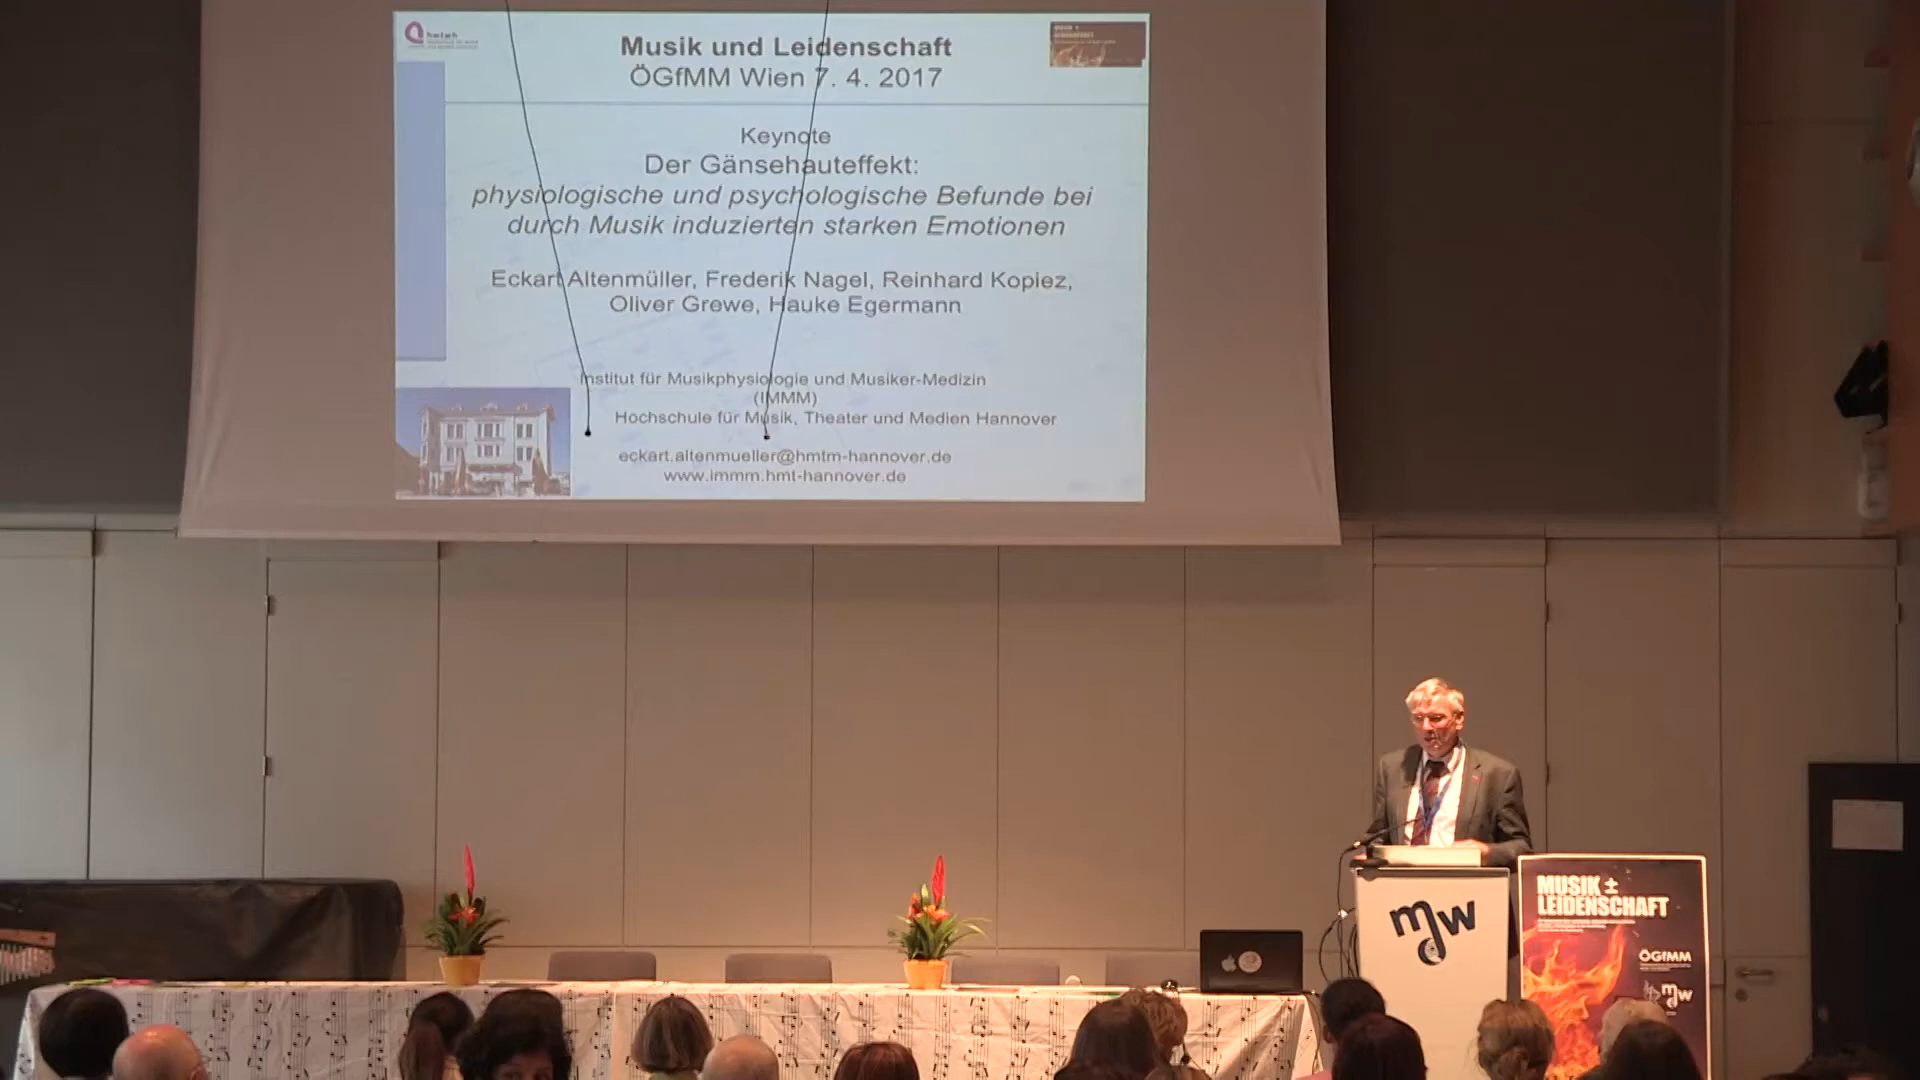 Musik und Leidenschaft
ÖGfMM Wien 7. 4. 2017
Keynote
Der Gänsehauteffekt:
physiologische und psychologische Befunde bei
durch Musik induzierten starken Emotionen
Eckart Altenmüller, Frederik Nagel, Reinhard Kopiez,
Oliver Grewe, Hauke Egermann
Institut für Musikphysiologie und Musiker-Medizin
(IMMM)
Hochschule für Musik, Theater und Medien Hannover
eckart.altenmueller@hmtm-hannover.de
www.immm.hmt-hannover.de
mdw
MUSIK ±
LEIDENSCHAFT
ÖGfMM
mdw